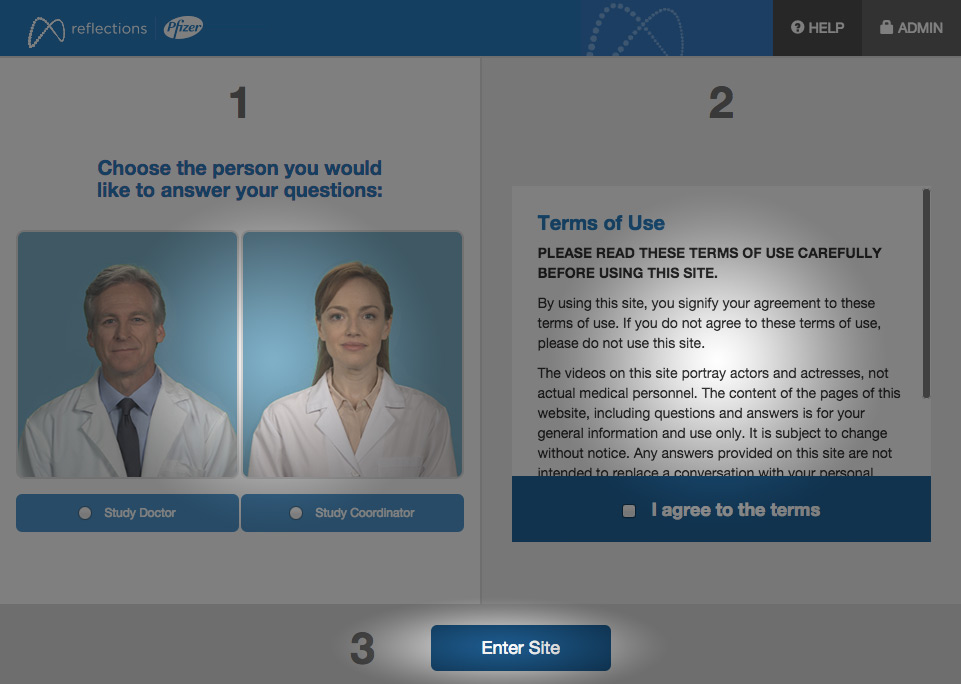 reflections Pfizer
HELP
ADMIN
1
Choose the person you would
like to answer your questions:
Study Doctor
Study Coordinator
2
Terms of Use
PLEASE READ THESE TERMS OF USE CAREFULLY
BEFORE USING THIS SITE.
By using this site, you signify your agreement to these
terms of use. If you do not agree to these terms of use,
please do not use this site.
The videos on this site portray actors and actresses, not
actual medical personnel. The content of the pages of this
website, including questions and answers is for your
general information and use only. It is subject to change
without notice. Any answers provided on this site are not
intended to replace a conversation with your personal
I agree to the terms
3
Enter Site